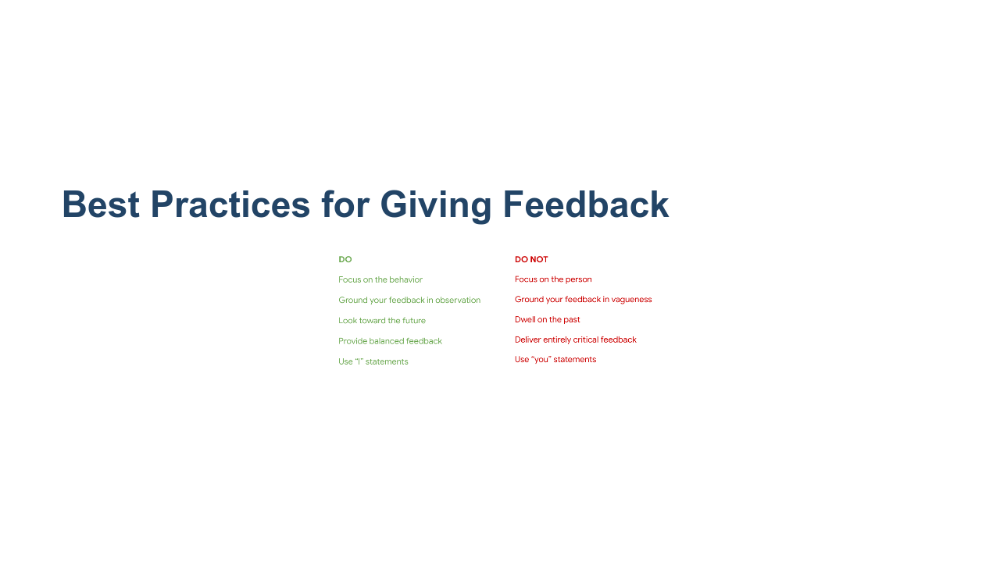 Best Practices for Giving Feedback
DO
Focus on the behavior
Ground your feedback in observation
Look toward the future
Provide balanced feedback
Use “I” statements
DO NOT
Focus on the person
Ground your feedback in vagueness
Dwell on the past
Deliver entirely critical feedback
Use “you” statements